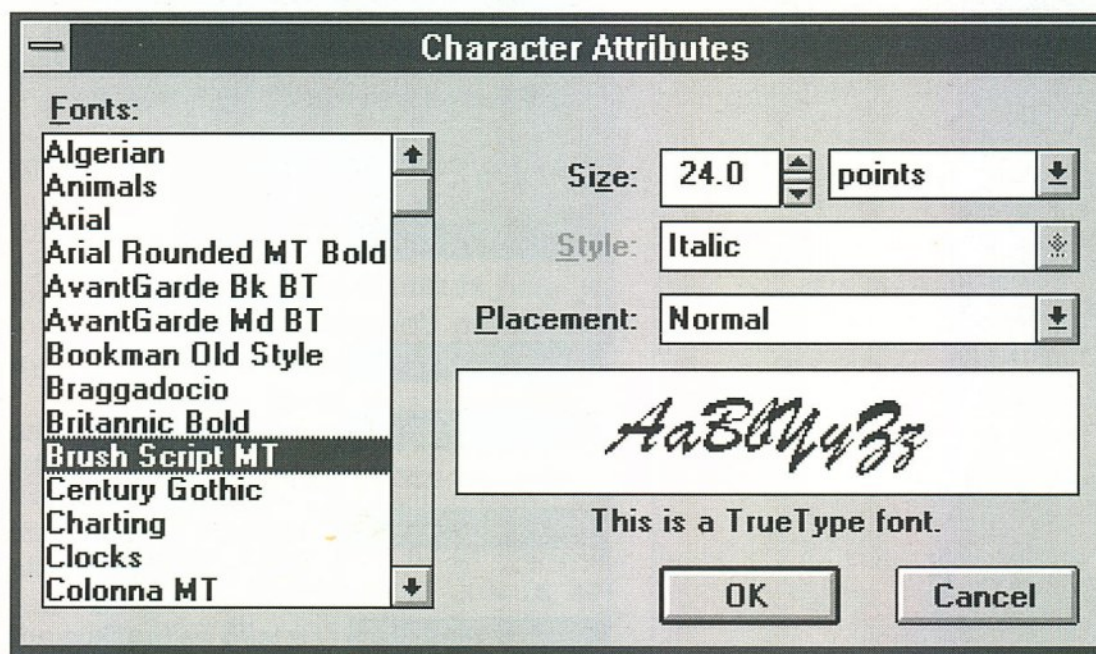 Character Attributes
Fonts:
Algerian
Animals
Arial
Arial Rounded MT Bold
AvantGarde Bk BT
AvantGarde Md BT
Bookman Old Style
Braggadocio
Britannic Bold
Brush Script MT
Century Gothic
Charting
Clocks
Colonna MT
Size: 24.0 points
Style: Italic
Placement: Normal
AaBbYyZz
This is a TrueType font.
OK Cancel